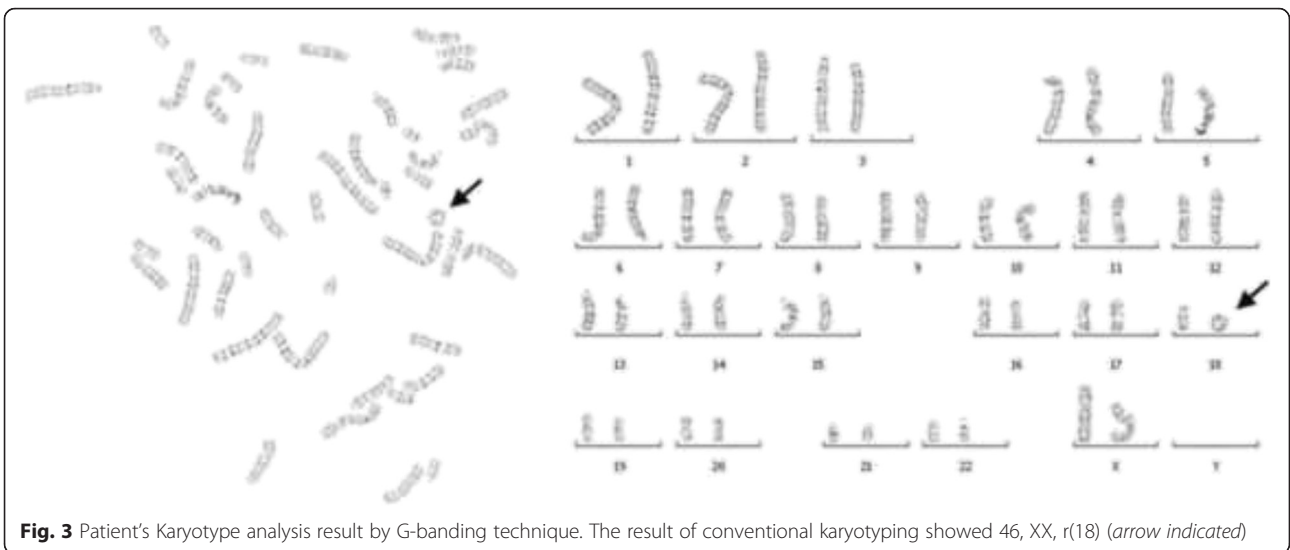 1 2 3 4 5
6 7 8 9 10 11 12
13 14 15 16 17 18
19 20 21 22 X Y
Fig. 3 Patient's Karyotype analysis result by G-banding technique. The result of conventional karyotyping showed 46, XX, r(18) (arrow indicated)